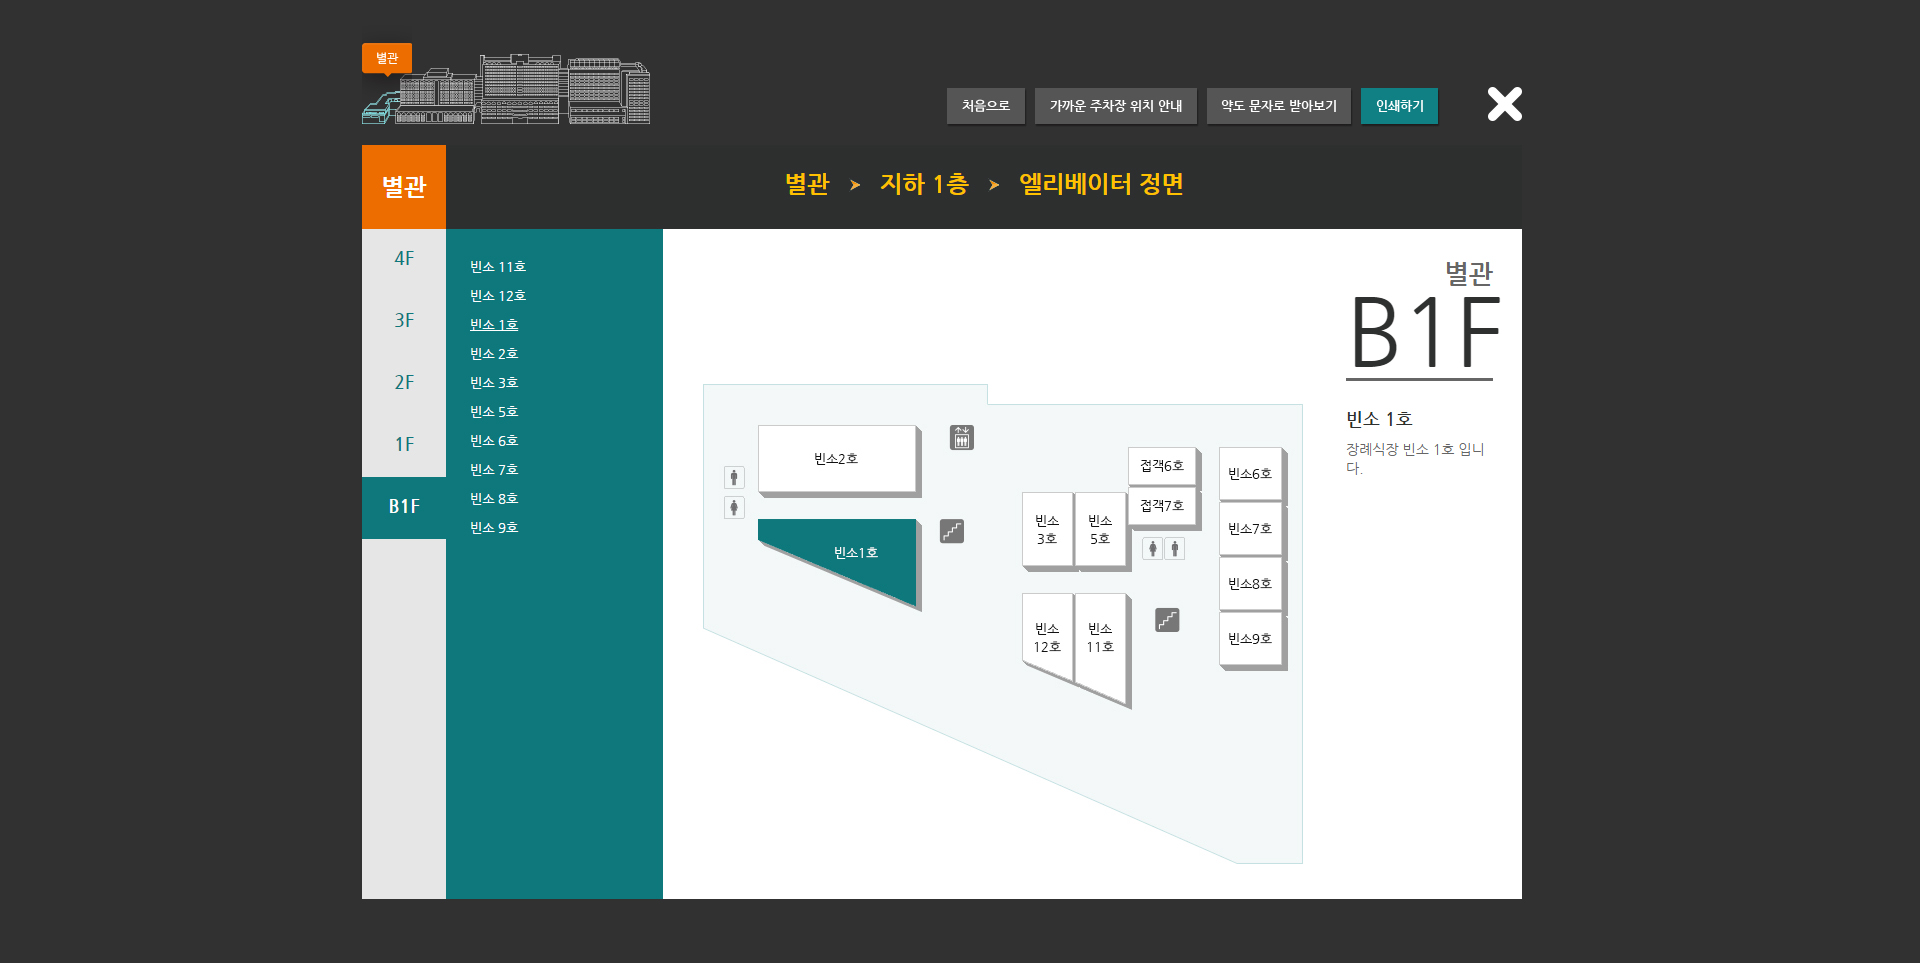 별관
처음으로
가까운 주차장 위치 안내
약도 문자로 받아보기
인쇄하기
별관
별관 > 지하 1층 > 엘리베이터 정면
4F
3F
2F
1F
B1F
빈소 11호
빈소 12호
빈소 1호
빈소 2호
빈소 3호
빈소 5호
빈소 6호
빈소 7호
빈소 8호
빈소 9호
별관
B1F
빈소 1호
장례식장 빈소 1호 입니
다.
빈소2호
빈소1호
빈소
3호
빈소
5호
접객6호
접객7호
빈소6호
빈소7호
빈소8호
빈소9호
빈소
12호
빈소
11호